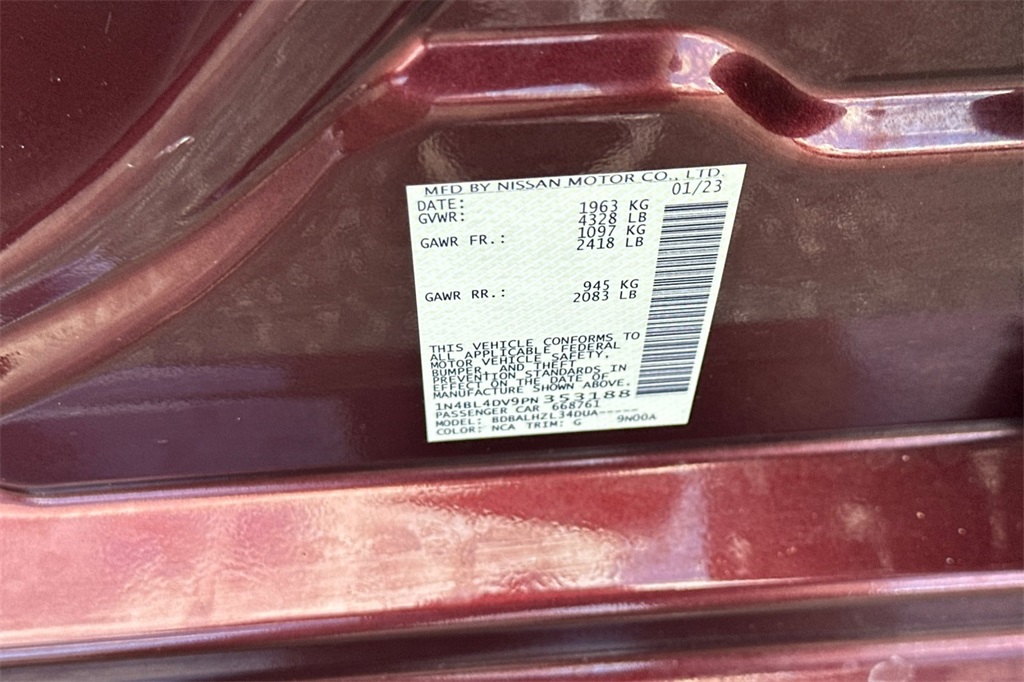 MFD BY NISSAN MOTOR CO., LTD.
DATE: 01/23
GVWR: 1963 KG
4328 LB
GAWR FR.: 1097 KG
2418 LB
GAWR RR.: 945 KG
2083 LB
THIS VEHICLE CONFORMS TO
ALL APPLICABLE FEDERAL
MOTOR VEHICLE SAFETY,
BUMPER, AND THEFT
PREVENTION STANDARDS IN
EFFECT ON THE DATE OF
MANUFACTURE SHOWN ABOVE.
1N4BL4DV9PN353188
PASSENGER CAR 668761
MODEL: BDBALHZL34DUA----- 9N00A
COLOR: NCA TRIM: G